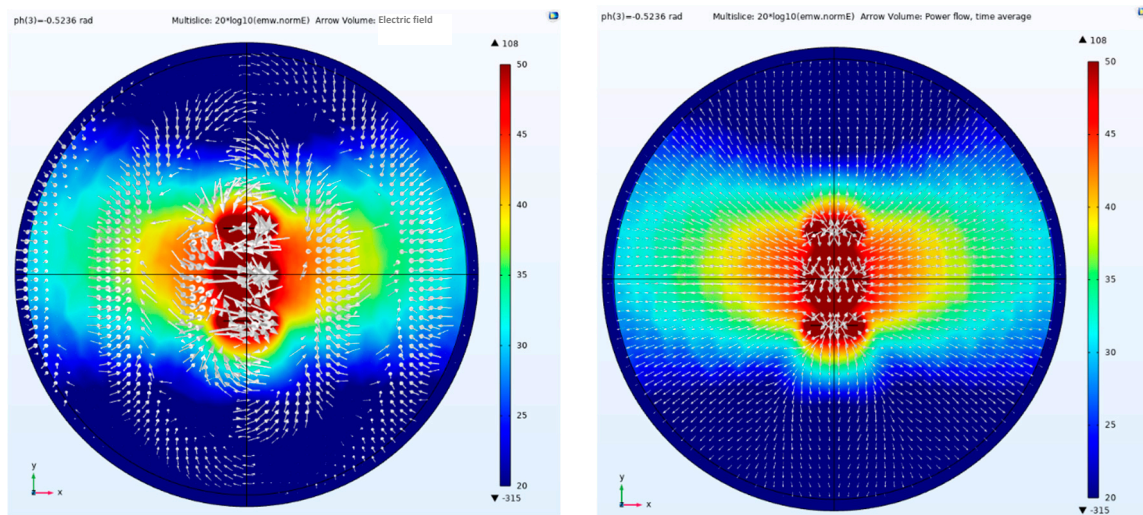 ph(3)=-0.5236 rad
Multislice: 20*log10(emw.normE) Arrow Volume: Electric field
▲ 108
50
45
40
35
30
25
20
▼ -315
y
z
x
ph(3)=-0.5236 rad
Multislice: 20*log10(emw.normE) Arrow Volume: Power flow, time average
▲ 108
50
45
40
35
30
25
20
▼ -315
y
z
x